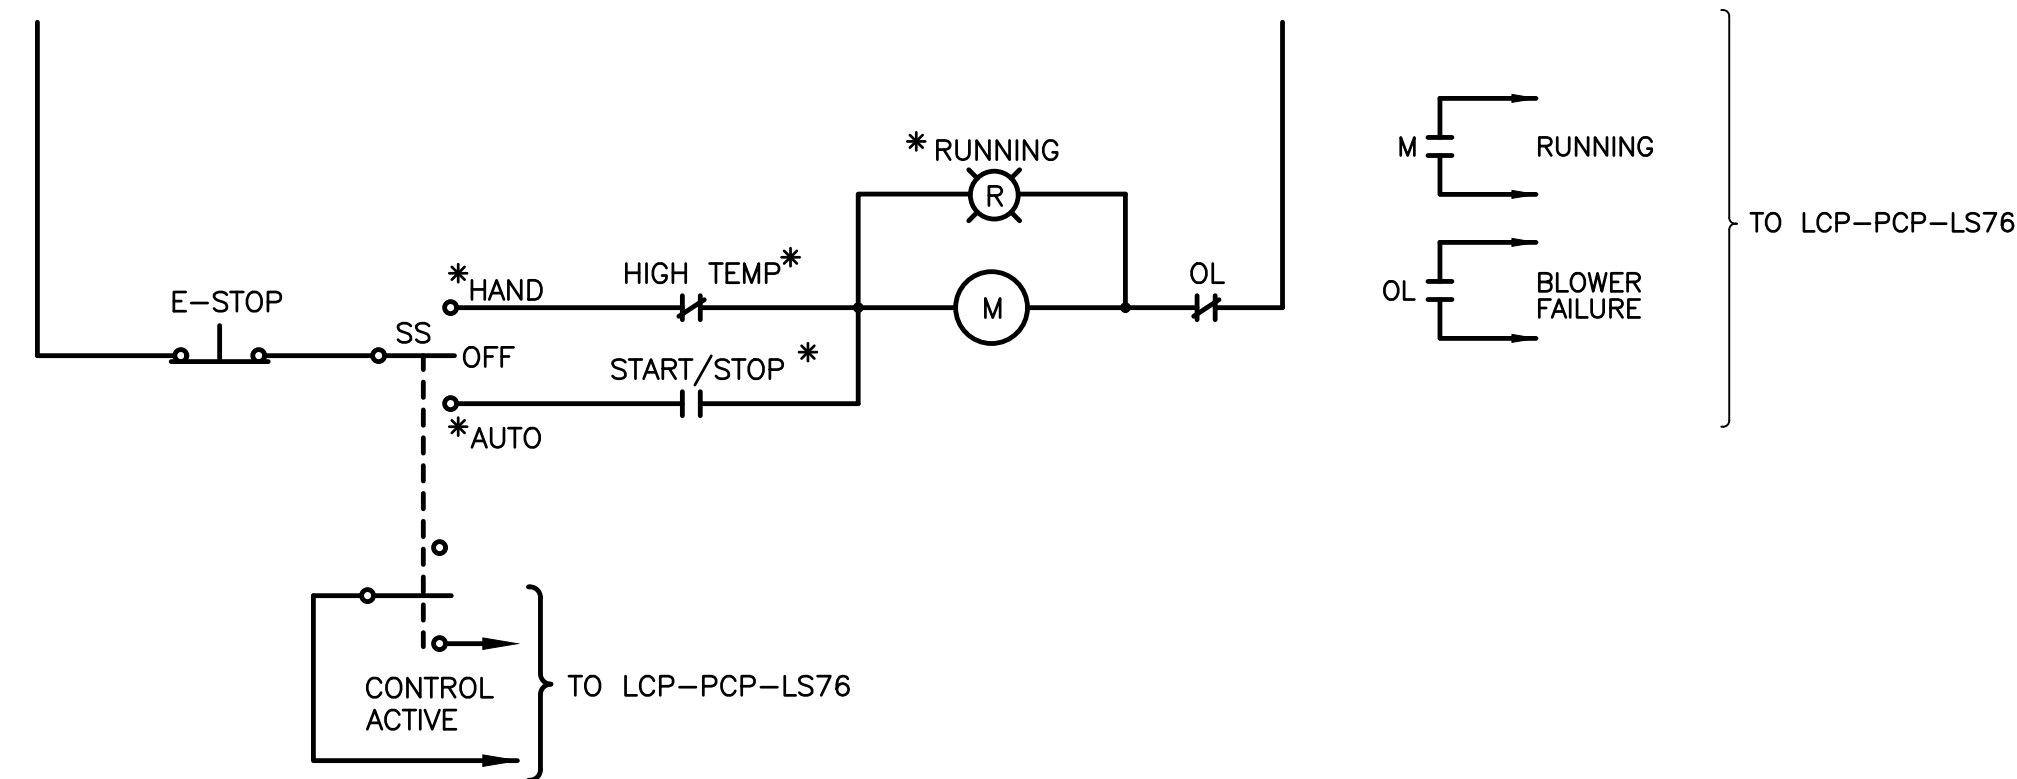 * RUNNING
R
M
RUNNING
TO LCP-PCP-LS76
*HAND
HIGH TEMP*
OL
E-STOP
M
OL
BLOWER
FAILURE
SS
OFF
START/STOP *
*AUTO
CONTROL
ACTIVE
TO LCP-PCP-LS76